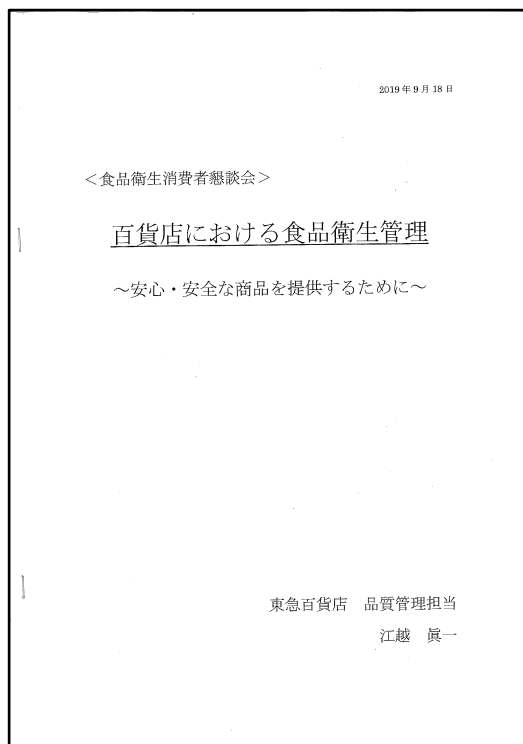 2019年9月18日
＜食品衛生消費者懇談会＞
百貨店における食品衛生管理
～安心・安全な商品を提供するために～
東急百貨店　品質管理担当
江越　眞一